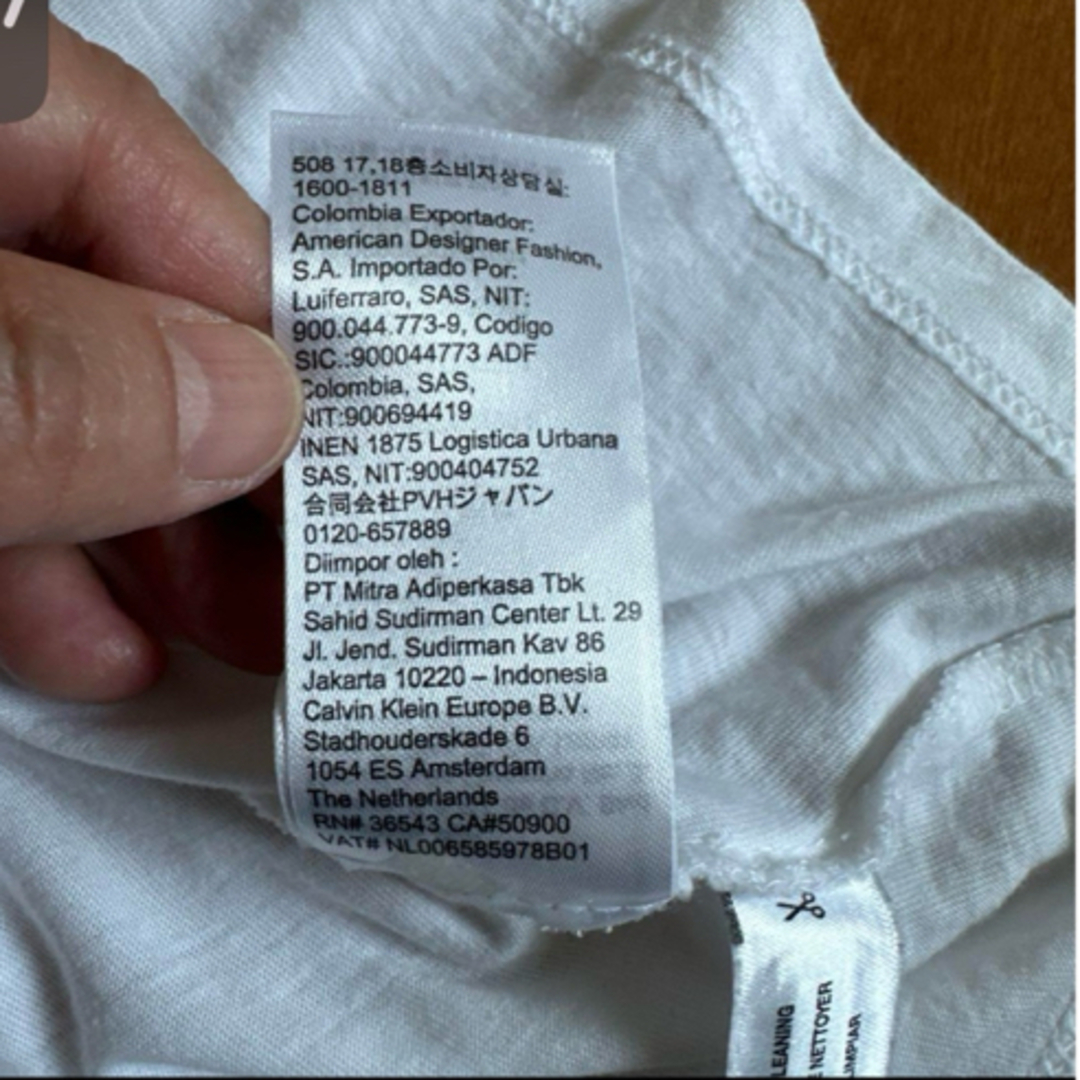 508 17,18층소비자상담실:
1600-1811
Colombia Exportador:
American Designer Fashion,
S.A. Importado Por:
Luiferraro, SAS, NIT:
900.044.773-9, Codigo
SIC.:900044773 ADF
Colombia, SAS,
NIT:900694419
INEN 1875 Logistica Urbana
SAS, NIT:900404752
合同会社PVHジャパン
0120-657889
Diimpor oleh :
PT Mitra Adiperkasa Tbk
Sahid Sudirman Center Lt. 29
Jl. Jend. Sudirman Kav 86
Jakarta 10220 – Indonesia
Calvin Klein Europe B.V.
Stadhouderskade 6
1054 ES Amsterdam
The Netherlands
RN# 36543 CA#50900
VAT# NL006585978B01
LEANING
E NETTOYER
LIMPIAR